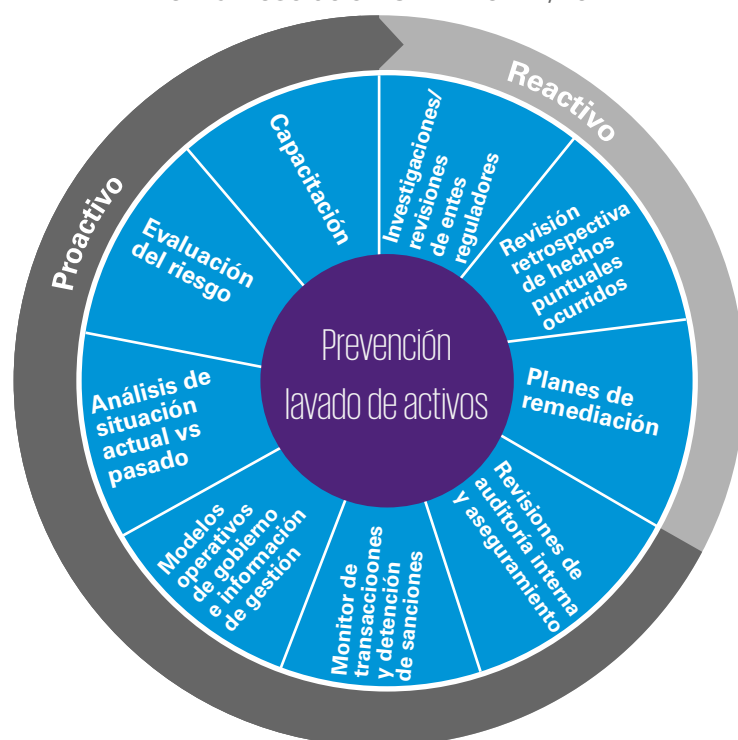 Proactivo
Reactivo
Prevención
lavado de activos
Capacitación
Investigaciones/
revisiones
de entes
reguladores
Revisión
retrospectiva
de hechos
puntuales
ocurridos
Planes de
remediación
Revisiones de
auditoría interna
y aseguramiento
Monitor de
transaccioones
y detención
de sanciones
Modelos
operativos
de gobierno
e información
de gestión
Análisis de
situación
actual vs
pasado
Evaluación
del riesgo